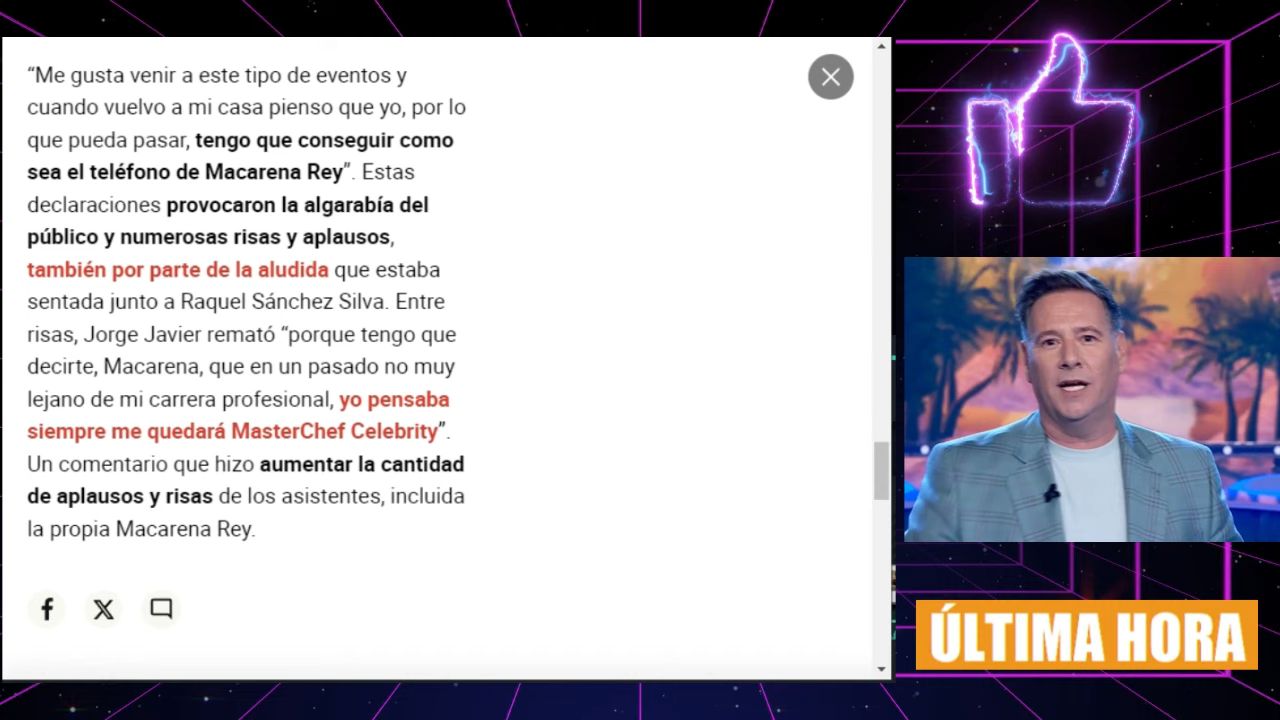 “Me gusta venir a este tipo de eventos y
cuando vuelvo a mi casa pienso que yo, por lo
que pueda pasar, tengo que conseguir como
sea el teléfono de Macarena Rey”. Estas
declaraciones provocaron la algarabía del
público y numerosas risas y aplausos,
también por parte de la aludida que estaba
sentada junto a Raquel Sánchez Silva. Entre
risas, Jorge Javier remató “porque tengo que
decirte, Macarena, que en un pasado no muy
lejano de mi carrera profesional, yo pensaba
siempre me quedará MasterChef Celebrity”.
Un comentario que hizo aumentar la cantidad
de aplausos y risas de los asistentes, incluida
la propia Macarena Rey.
ÚLTIMA HORA